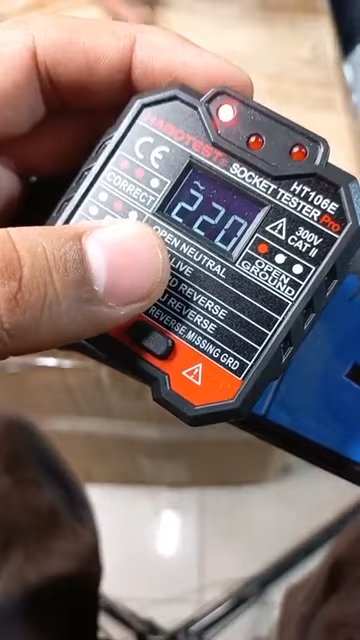 HABOTEST
SOCKET TESTER
HT106E Pro
CE
CORRECT
~220
300V
CAT II
OPEN
GROUND
OPEN NEUTRAL
LIVE
REVERSE
REVERSE
REVERSE, MISSING GRD